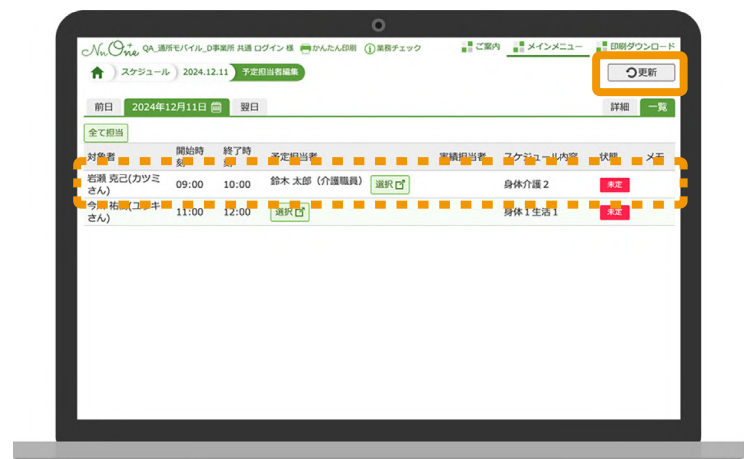 NuOne QA_通所モバイル_D事業所 共通 ログイン 様 かんたん印刷 業務チェック ご案内 メインメニュー 印刷ダウンロード
スケジュール 2024.12.11 予定担当者編集 更新
前日 2024年12月11日 翌日 詳細 一覧
全て担当
対象者 開始時刻 終了時刻 予定担当者 実績担当者 スケジュール内容 状態 メモ
岩瀬 克己(カツミさん) 09:00 10:00 鈴木 太郎（介護職員） 選択 身体介護２ 未定
さん) 11:00 12:00 選択 身体１生活１ 未定